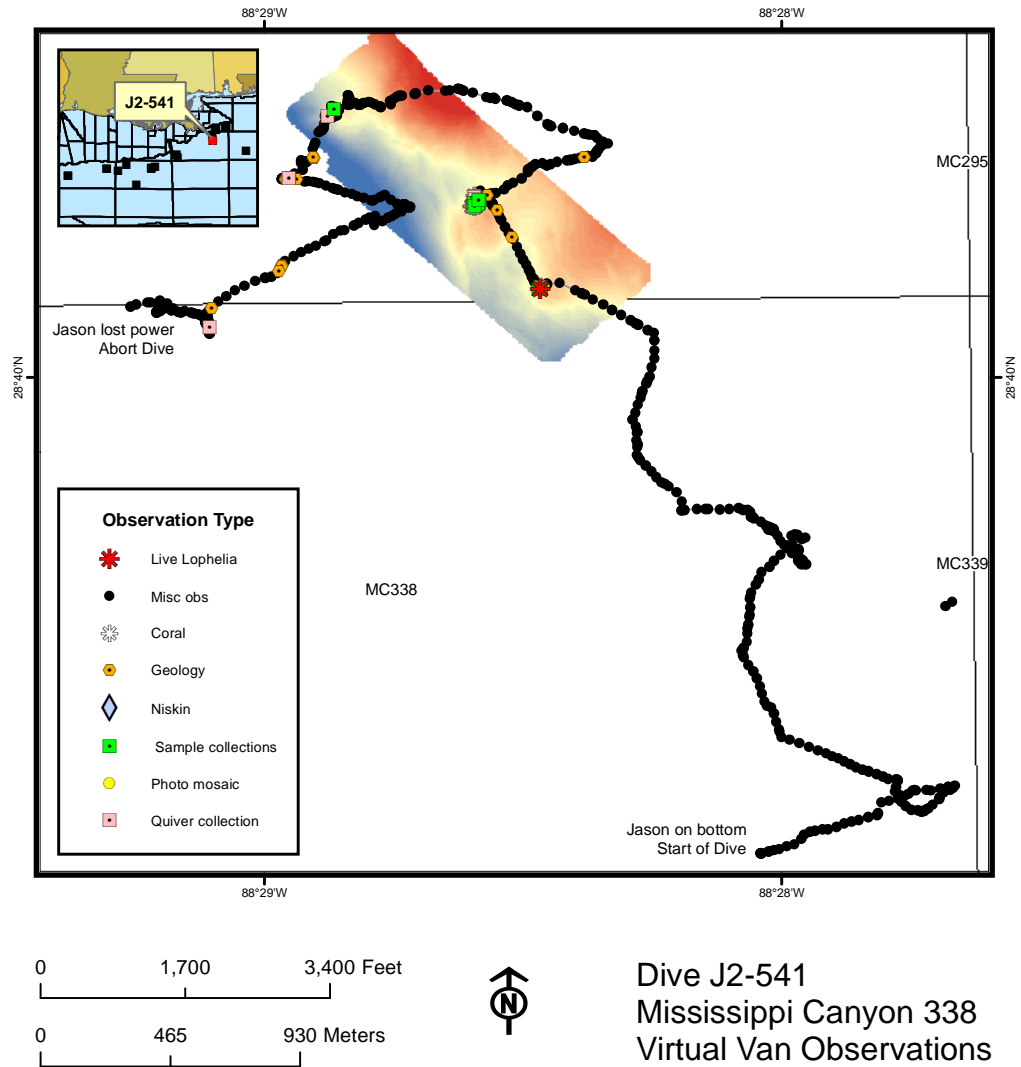 88°29'W
88°28'W
J2-541
MC295
Jason lost power
Abort Dive
28°40'N
28°40'N
Observation Type
Live Lophelia
Misc obs
Coral
Geology
Niskin
Sample collections
Photo mosaic
Quiver collection
MC338
MC339
Jason on bottom
Start of Dive
88°29'W
88°28'W
0 1,700 3,400 Feet
0 465 930 Meters
N
Dive J2-541
Mississippi Canyon 338
Virtual Van Observations